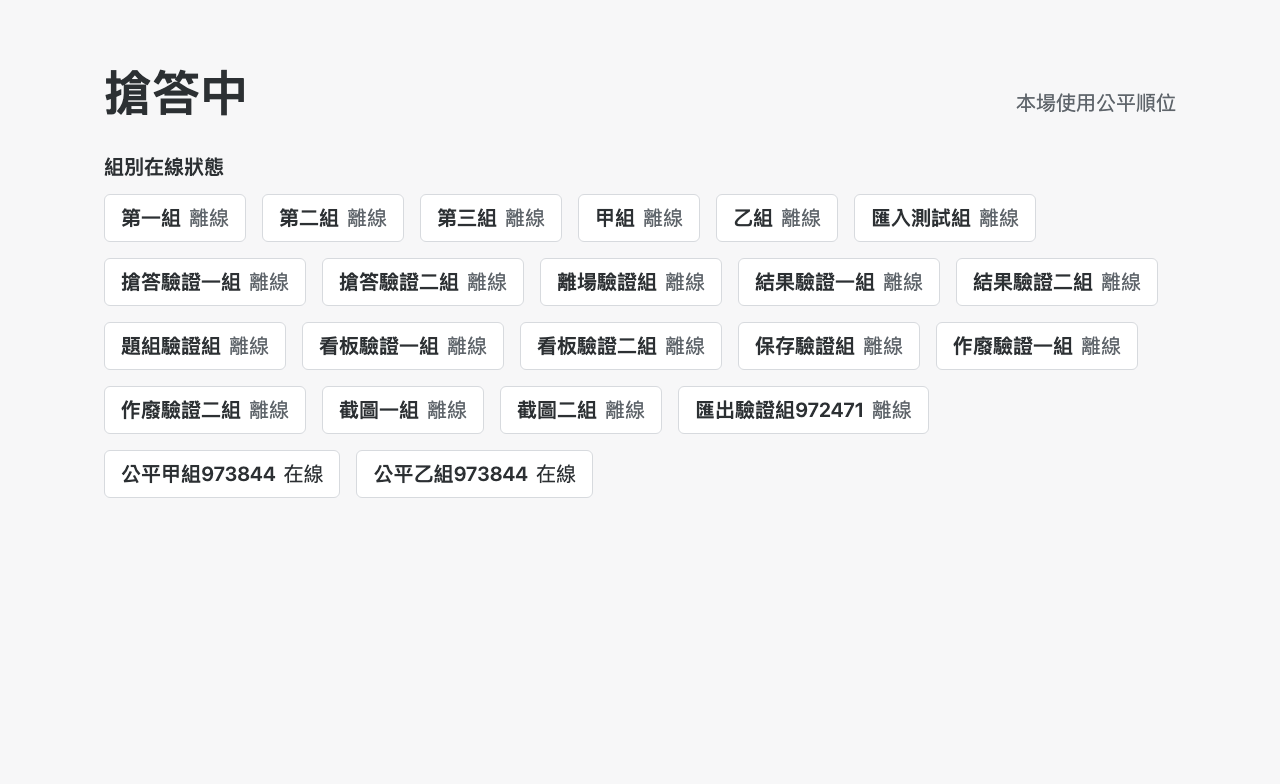 搶答中
本場使用公平順位
組別在線狀態
第一組 離線 第二組 離線 第三組 離線 甲組 離線 乙組 離線 匯入測試組 離線
搶答驗證一組 離線 搶答驗證二組 離線 離場驗證組 離線 結果驗證一組 離線 結果驗證二組 離線
題組驗證組 離線 看板驗證一組 離線 看板驗證二組 離線 保存驗證組 離線 作廢驗證一組 離線
作廢驗證二組 離線 截圖一組 離線 截圖二組 離線 匯出驗證組972471 離線
公平甲組973844 在線 公平乙組973844 在線